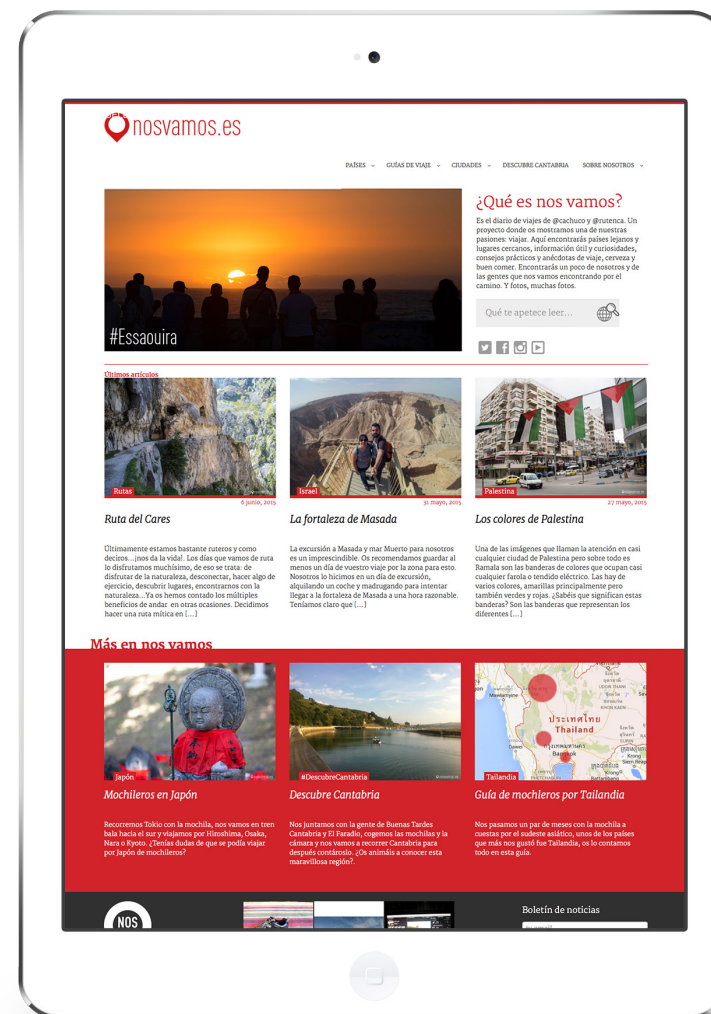 nosvamos.es
PAÍSES
GUÍAS DE VIAJE
CIUDADES
DESCUBRE CANTABRIA
SOBRE NOSOTROS
#Essaouira
¿Qué es nos vamos?
Es el diario de viajes de @cachuco y @rutenca. Un
proyecto donde os mostramos una de nuestras
pasiones: viajar. Aquí encontrarás países lejanos y
lugares cercanos, información útil y curiosidades,
consejos prácticos y anécdotas de viaje, cerveza y
buen comer. Encontrarás un poco de nosotros y de
las gentes que nos vamos encontrando por el
camino. Y fotos, muchas fotos.
Qué te apetece leer...
Últimos artículos
Rutas
6 junio, 2015
Ruta del Cares
Últimamente estamos bastante ruteros y como
deciros...¡nos da la vida!. Los días que vamos de ruta
lo disfrutamos muchísimo, de eso se trata: de
disfrutar de la naturaleza, desconectar, hacer algo de
ejercicio, descubrir lugares, encontrarnos con la
naturaleza...Ya os hemos contado los múltiples
beneficios de andar en otras ocasiones. Decidimos
hacer una ruta mítica en [...]
Israel
31 mayo, 2015
La fortaleza de Masada
La excursión a Masada y mar Muerto para nosotros
es un imprescindible. Os recomendamos guardar al
menos un día de vuestro viaje por la zona para esto.
Nosotros lo hicimos en un día de excursión,
alquilando un coche y madrugando para intentar
llegar a la fortaleza de Masada a una hora razonable.
Teníamos claro que [...]
Palestina
27 mayo, 2015
Los colores de Palestina
Una de las imágenes que llaman la atención en casi
cualquier ciudad de Palestina pero sobre todo es
Ramala son las banderas de colores que ocupan casi
cualquier farola o tendido eléctrico. Las hay de
varios colores, amarillas principalmente pero
también verdes y rojas. ¿Sabéis que significan estas
banderas? Son las banderas que representan los
diferentes [...]
Más en nos vamos
Japón
Mochileros en Japón
Recorremos Tokio con la mochila, nos vamos en tren
bala hacia el sur y viajamos por Hiroshima, Osaka,
Nara o Kyoto. ¿Tenías dudas de que se podía viajar
por Japón de mochileros?
#DescubreCantabria
Descubre Cantabria
Nos juntamos con la gente de Buenas Tardes
Cantabria y El Faradio, cogemos las mochilas y la
cámara y nos vamos a recorrer Cantabria para
después contároslo. ¿Os animáis a conocer esta
maravillosa región?.
ประเทศไทย
Thailand
Bangkok
Dawei
Tailandia
Guía de mochleros por Tailandia
Nos pasamos un par de meses con la mochila a
cuestas por el sudeste asiático, unos de los países
que más nos gustó fue Tailandia, os lo contamos
todo en esta guía.
NOS
Boletín de noticias